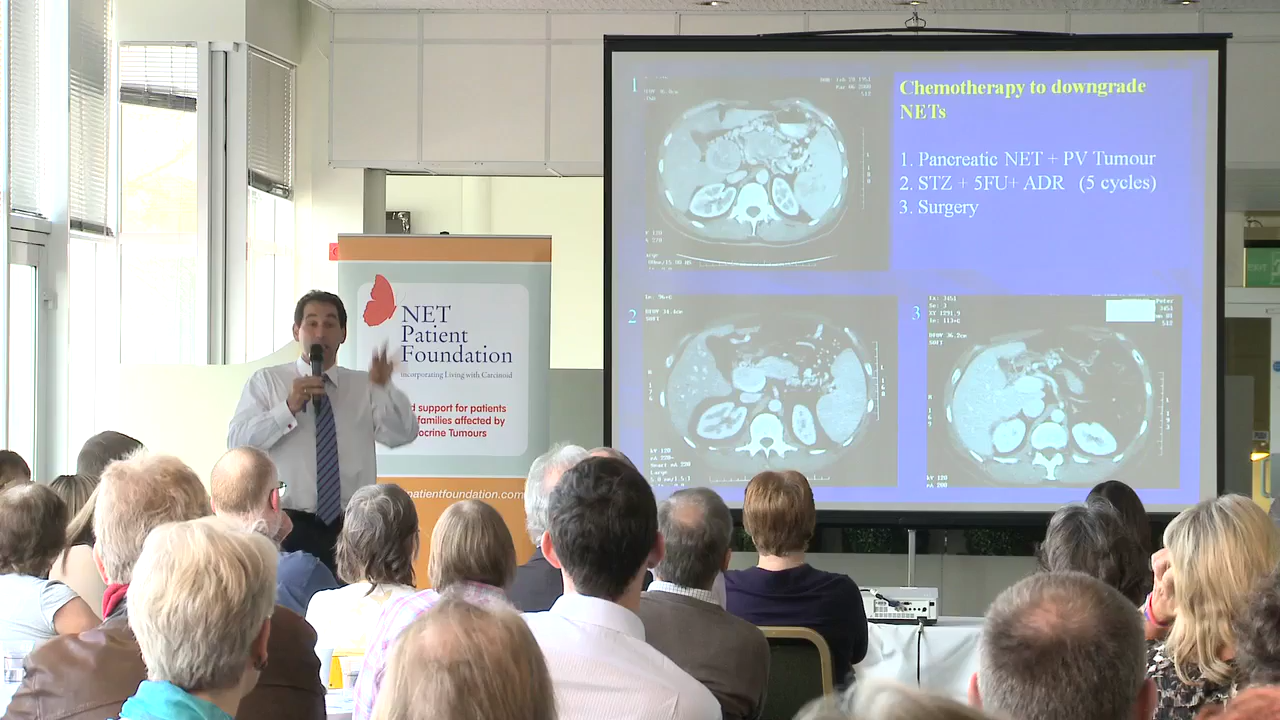 Chemotherapy to downgrade
NETs
1. Pancreatic NET + PV Tumour
2. STZ + 5FU+ ADR (5 cycles)
3. Surgery
1
2
3
NET
Patient
Foundation
incorporating Living with Carcinoid
d support for patients
families affected by
ocrine Tumours
patientfoundation.com
EXIT